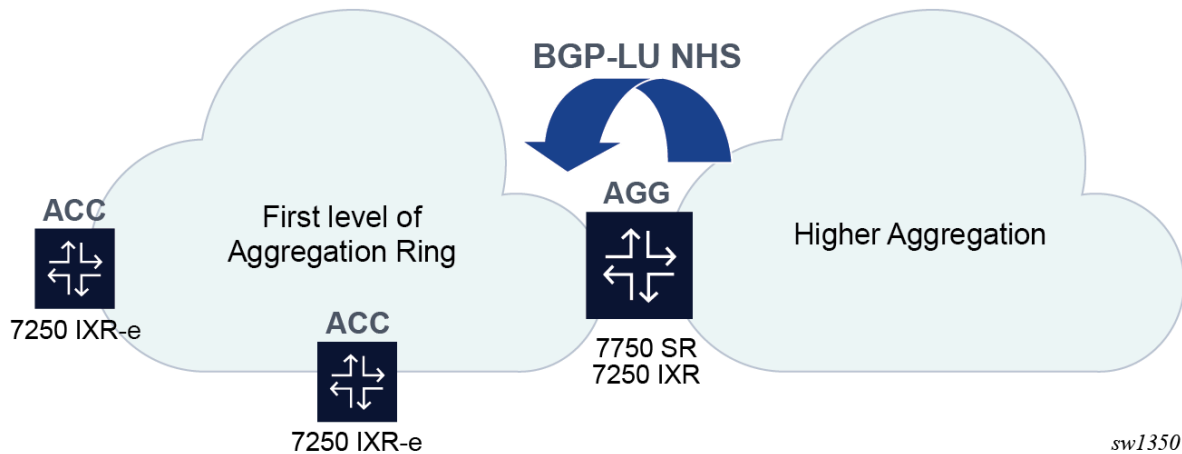 BGP-LU NHS
ACC
7250 IXR-e
First level of
Aggregation Ring
ACC
7250 IXR-e
AGG
7750 SR
7250 IXR
Higher Aggregation
sw1350